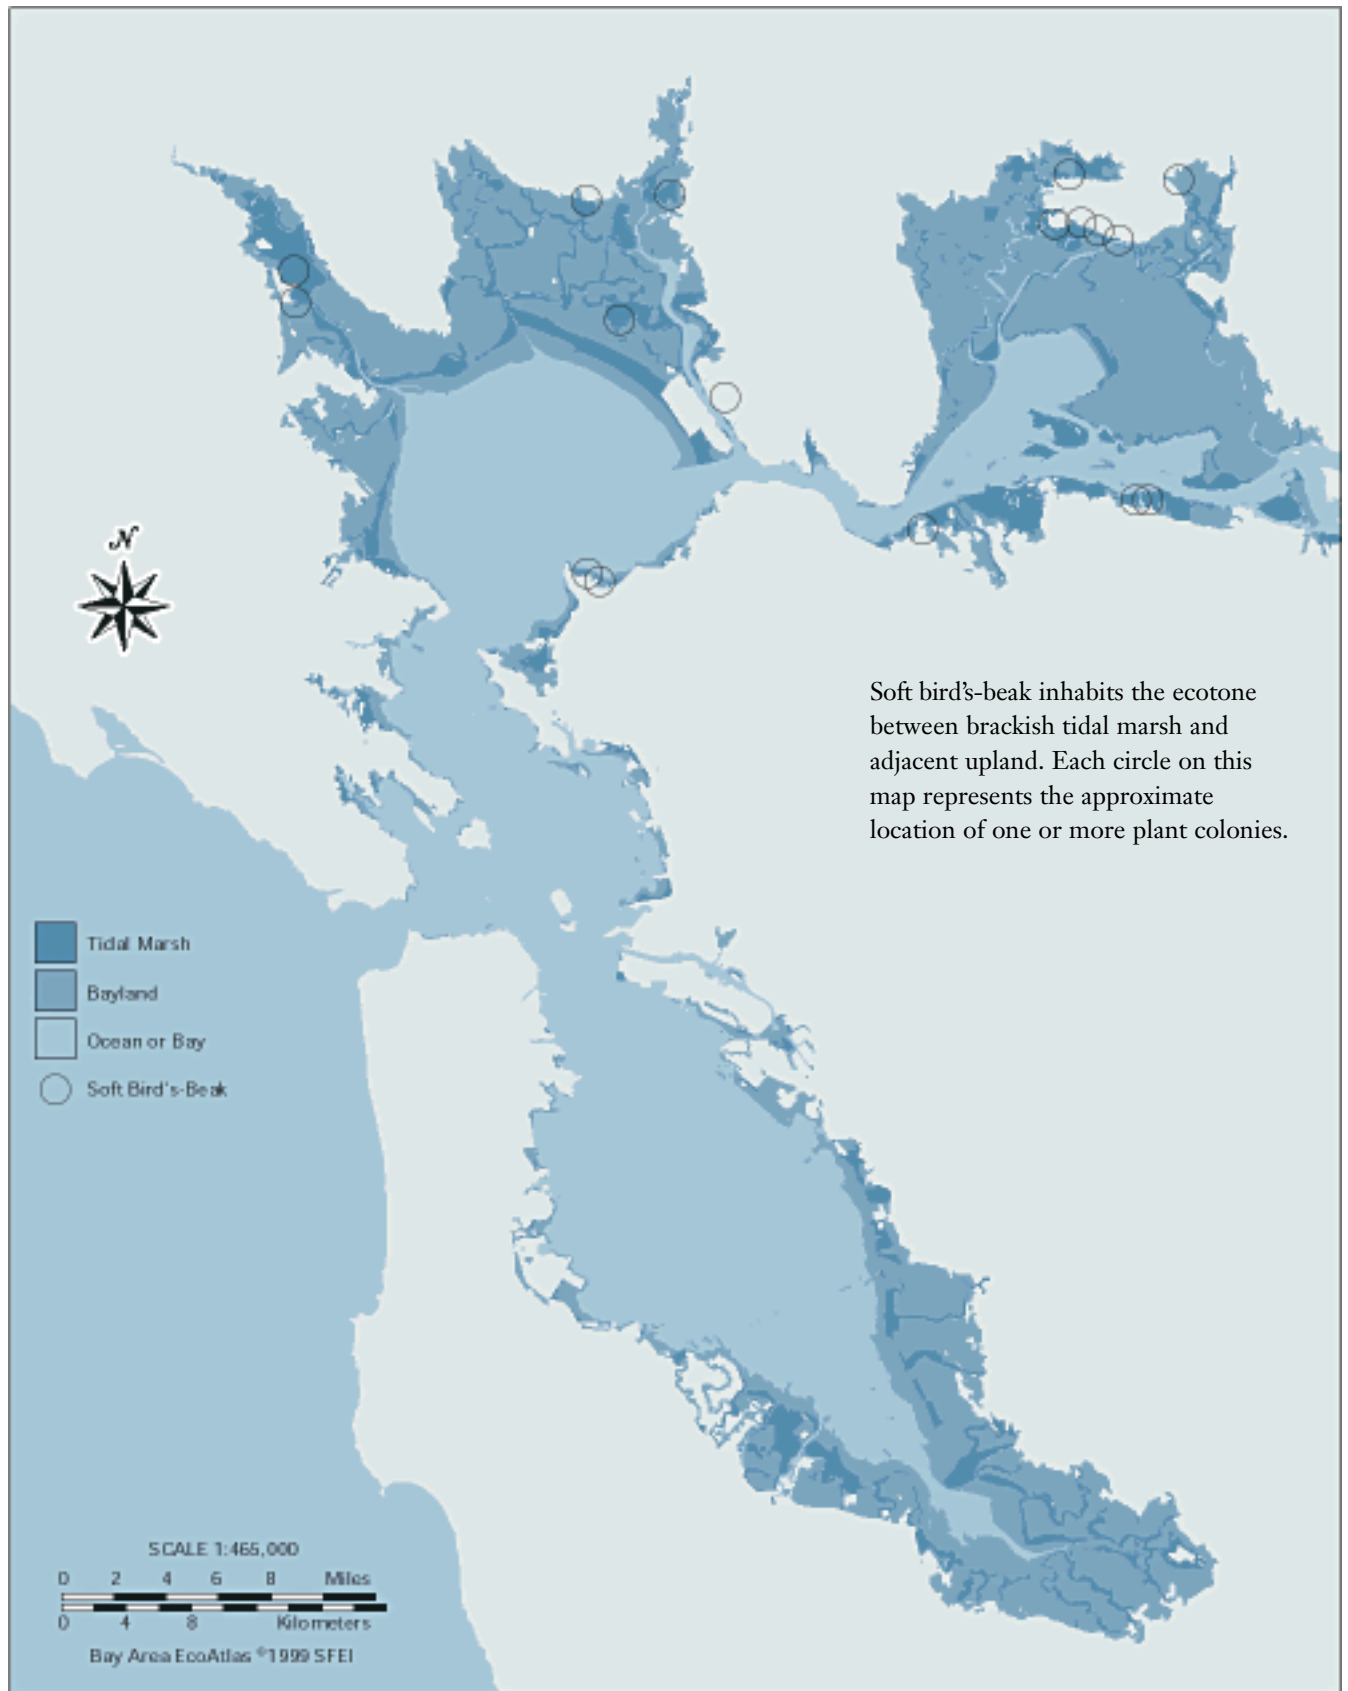 N
Soft bird's-beak inhabits the ecotone
between brackish tidal marsh and
adjacent upland. Each circle on this
map represents the approximate
location of one or more plant colonies.
Tidal Marsh
Bayland
Ocean or Bay
Soft Bird's-Beak
SCALE 1:465,000
0 2 4 6 8 Miles
0 4 8 Kilometers
Bay Area EcoAtlas ©1999 SFEI